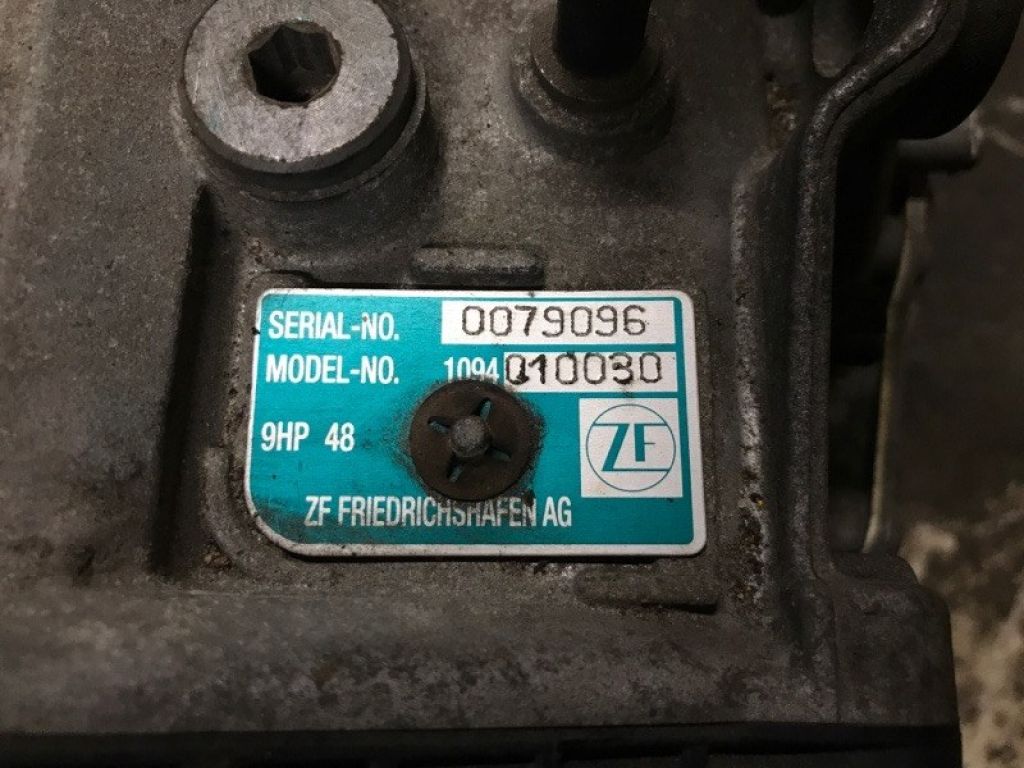 SERIAL-NO. 0079096
MODEL-NO. 1094 010030
9HP 48
ZF
ZF FRIEDRICHSHAFEN AG